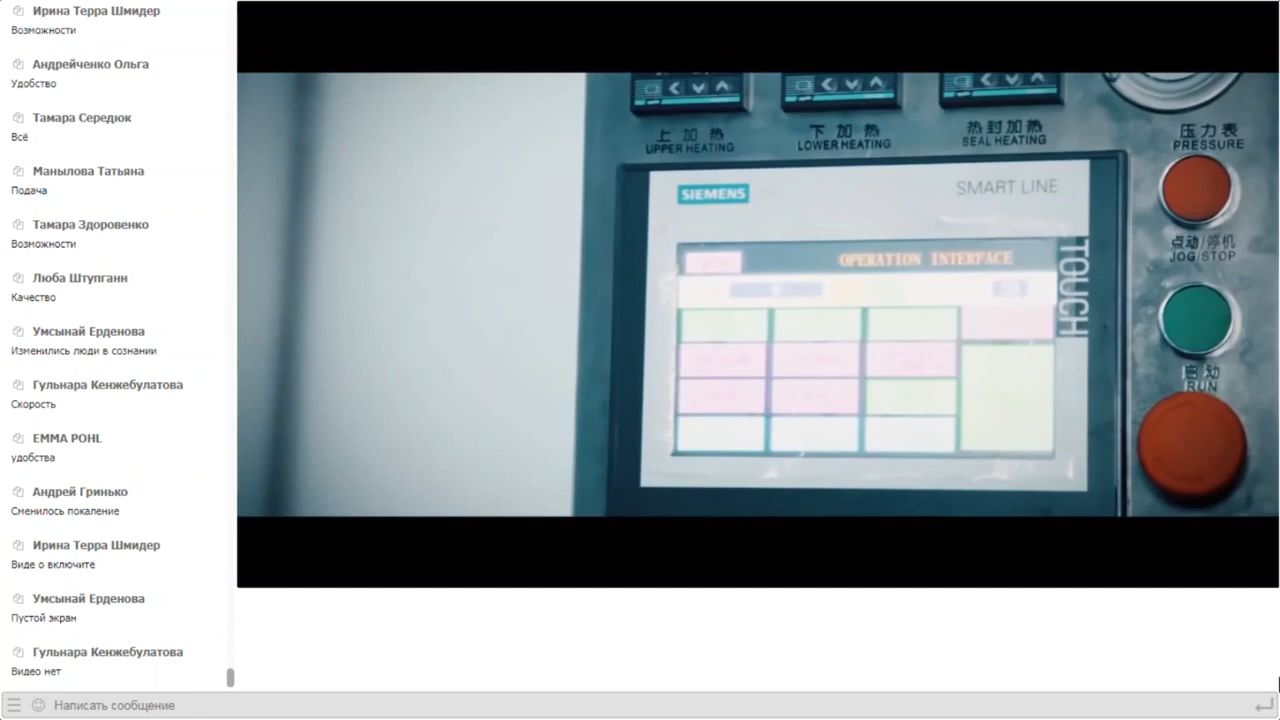 Ирина Терра Шмидер
Возможности
Андрейченко Ольга
Удобство
Тамара Середюк
Всё
Манылова Татьяна
Подача
Тамара Здоровенко
Возможности
Люба Штупганн
Качество
Умсынай Ерденова
Изменились люди в сознании
Гульнара Кенжебулатова
Скорость
EMMA POHL
удобства
Андрей Гринько
Сменилось покаление
Ирина Терра Шмидер
Виде о включите
Умсынай Ерденова
Пустой экран
Гульнара Кенжебулатова
Видео нет
Написать сообщение
上加热
UPPER HEATING
下加热
LOWER HEATING
热封加热
SEAL HEATING
压力表
PRESSURE
SIEMENS
SMART LINE
OPERATION INTERFACE
TOUCH
点动/停机
JOG/STOP
启动
RUN